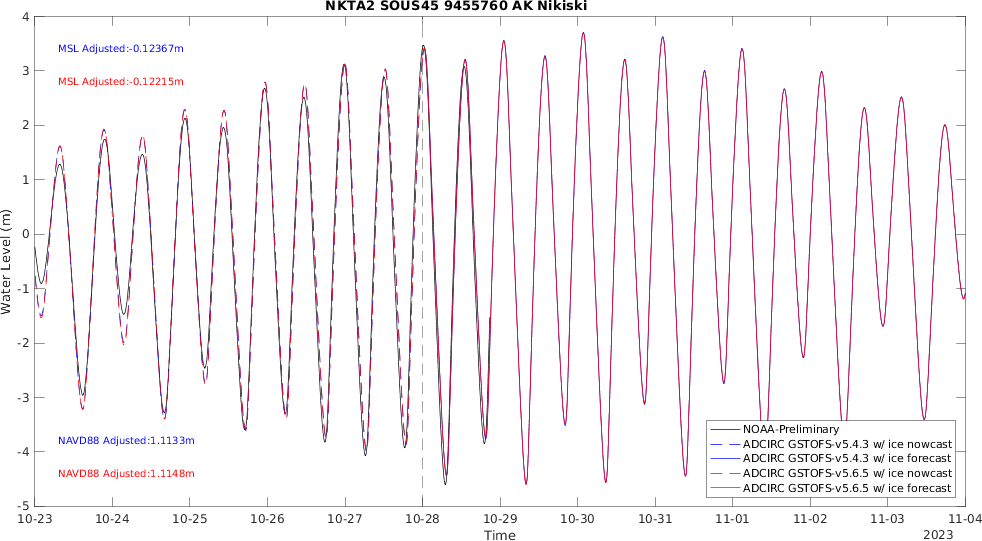 NKTA2 SOUS45 9455760 AK Nikiski
MSL Adjusted:-0.12367m
MSL Adjusted:-0.12215m
NAVD88 Adjusted:1.1133m
NAVD88 Adjusted:1.1148m
Water Level (m)
4
3
2
1
0
-1
-2
-3
-4
-5
NOAA-Preliminary
ADCIRC GSTOFS-v5.4.3 w/ ice nowcast
ADCIRC GSTOFS-v5.4.3 w/ ice forecast
ADCIRC GSTOFS-v5.6.5 w/ ice nowcast
ADCIRC GSTOFS-v5.6.5 w/ ice forecast
10-23 10-24 10-25 10-26 10-27 10-28 10-29 10-30 10-31 11-01 11-02 11-03 11-04
Time
2023